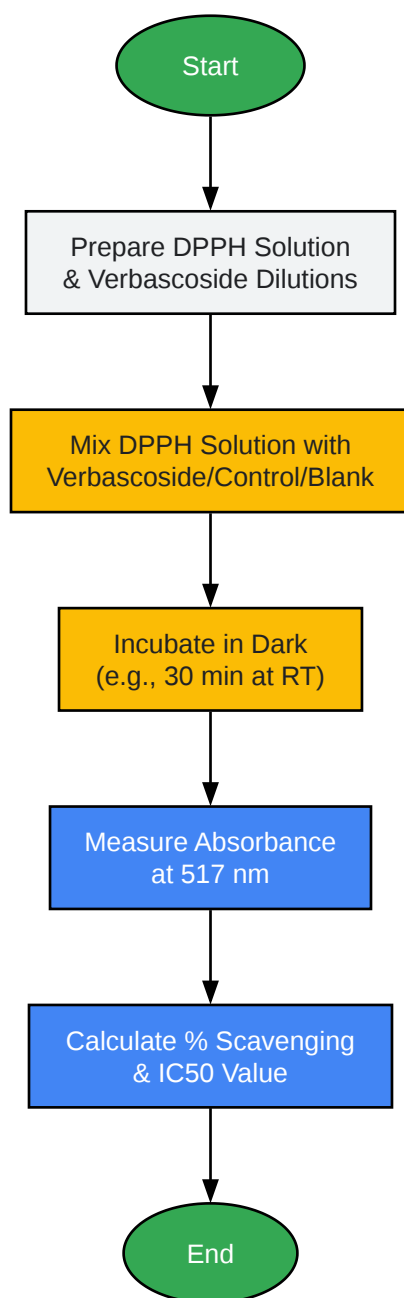 Start
Prepare DPPH Solution
& Verbascoside Dilutions
Mix DPPH Solution with
Verbascoside/Control/Blank
Incubate in Dark
(e.g., 30 min at RT)
Measure Absorbance
at 517 nm
Calculate % Scavenging
& IC50 Value
End